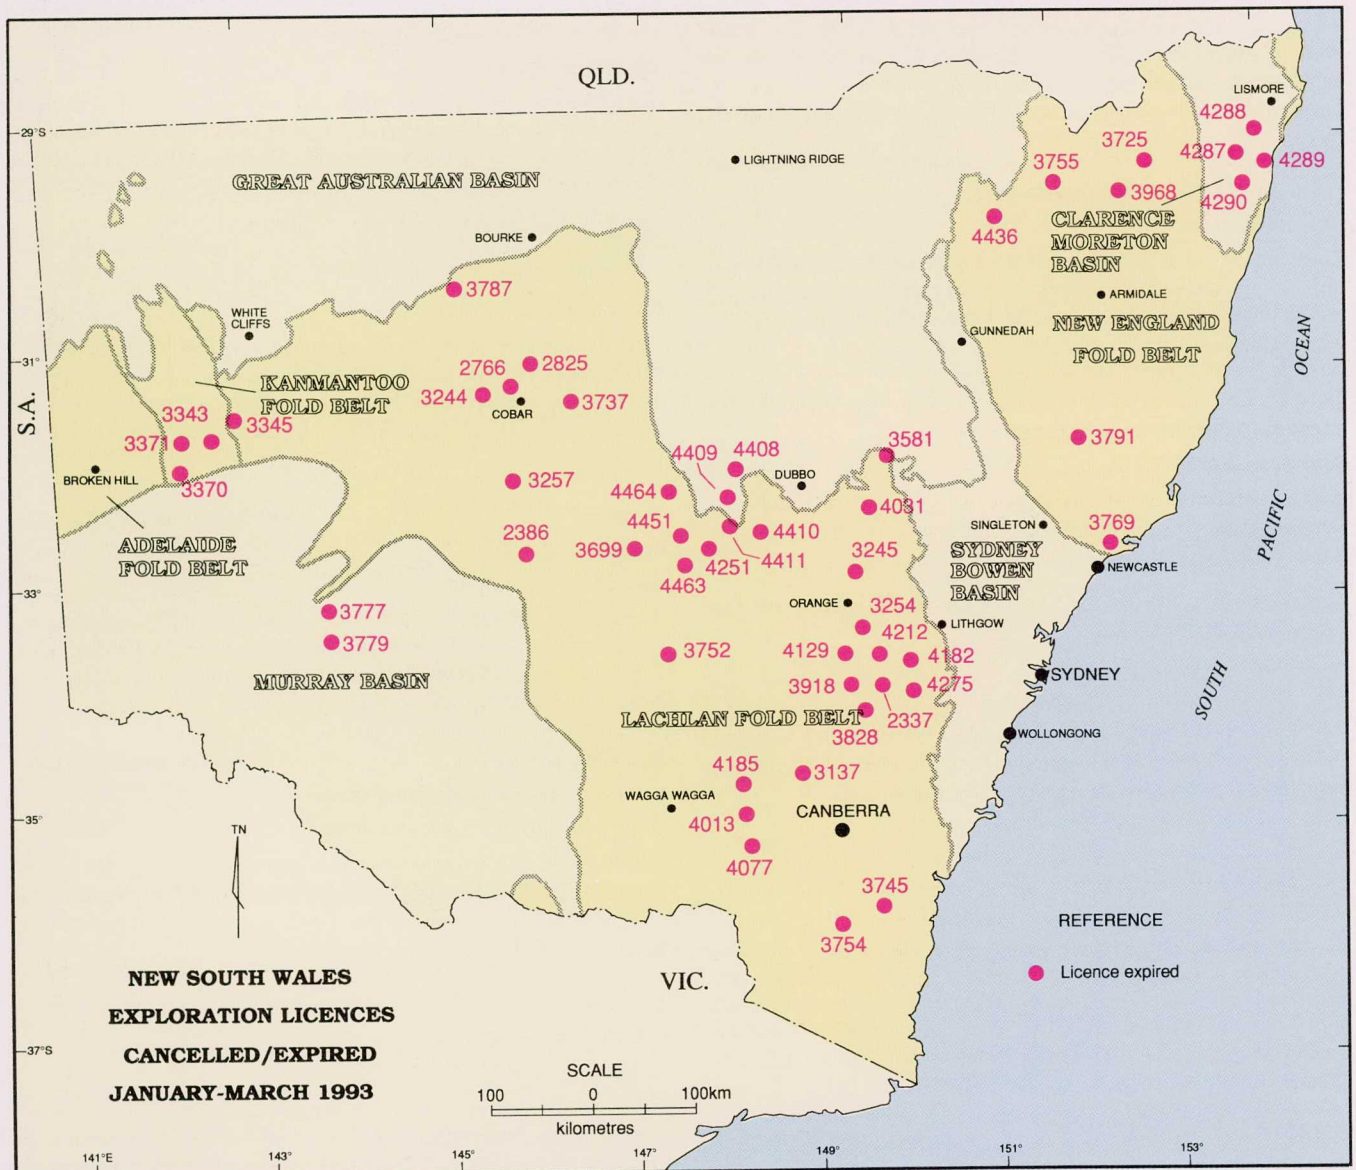 QLD.
LISMORE
4288
29°S
3725
4287
4289
LIGHTNING RIDGE
3755
GREAT AUSTRALIAN BASIN
3968
4290
CLARENCE
MORETON
BASIN
4436
BOURKE
3787
ARMIDALE
WHITE
CLIFFS
NEW ENGLAND
FOLD BELT
GUNNEDAH
OCEAN
31°
2766
2825
KANMANTOO
FOLD BELT
3244
COBAR
3737
S.A.
3343
3345
3371
3791
3581
4409
4408
BROKEN HILL
3370
DUBBO
3257
4464
4031
PACIFIC
4451
4410
SINGLETON
ADELAIDE
FOLD BELT
2386
3699
4411
3245
3769
SYDNEY
BOWEN
BASIN
4251
4463
NEWCASTLE
33°
ORANGE
3254
3777
LITHGOW
4212
3779
3752
4129
4182
SYDNEY
MURRAY BASIN
3918
4275
SOUTH
LACHLAN FOLD BELT
2337
3828
WOLLONGONG
4185
3137
WAGGA WAGGA
CANBERRA
35°
4013
TN
4077
3745
REFERENCE
3754
Licence expired
VIC.
NEW SOUTH WALES
EXPLORATION LICENCES
CANCELLED/EXPIRED
JANUARY-MARCH 1993
37°S
SCALE
100 0 100km
kilometres
141°E 143° 145° 147° 149° 151° 153°